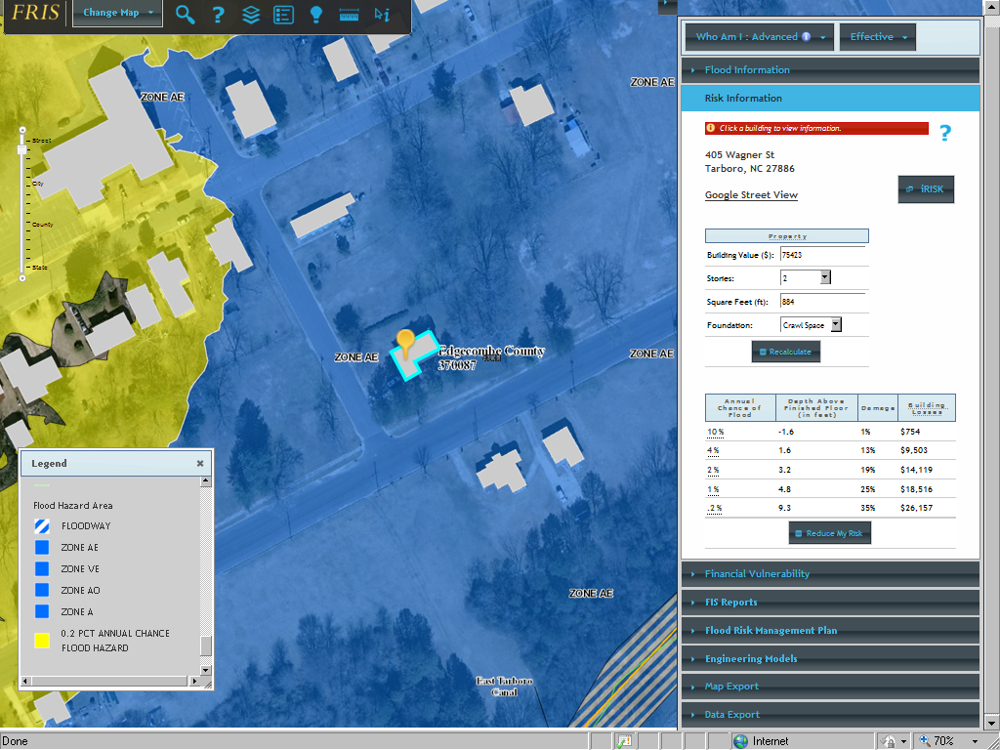 FRIS
Change Map
ZONE AE
ZONE AE
Street
City
County
State
ZONE AE
Edgecombe County
370087
ZONE AE
ZONE AE
East Tarboro
Canal
Legend
Flood Hazard Area
FLOODWAY
ZONE AE
ZONE VE
ZONE AO
ZONE A
0.2 PCT ANNUAL CHANCE
FLOOD HAZARD
Who Am I : Advanced
Effective
Flood Information
Risk Information
Click a building to view information.
?
405 Wagner St
Tarboro, NC 27886
iRISK
Google Street View
Property
Building Value ($): 75423
Stories: 2
Square Feet (ft): 884
Foundation: Crawl Space
Recalculate
Annual Chance of Flood Depth Above Finished Floor (in feet) Damage Building Losses
10% -1.6 1% $754
4% 1.6 13% $9,503
2% 3.2 19% $14,119
1% 4.8 25% $18,516
.2% 9.3 35% $26,157
Reduce My Risk
Financial Vulnerability
FIS Reports
Flood Risk Management Plan
Engineering Models
Map Export
Data Export
Done
Internet
70%